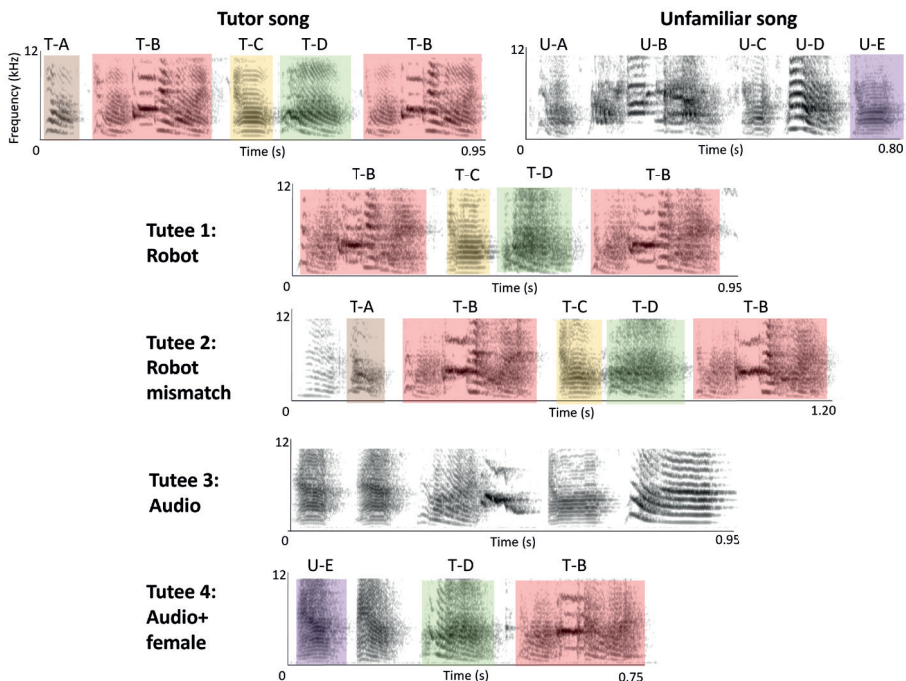 Tutor song
Unfamiliar song
T-A T-B T-C T-D T-B
U-A U-B U-C U-D U-E
12
12
Frequency (kHz)
0 Time (s) 0.95
0 Time (s) 0.80
T-B T-C T-D T-B
12
Tutee 1:
Robot
0 Time (s) 0.95
T-A T-B T-C T-D T-B
12
Tutee 2:
Robot
mismatch
0 Time (s) 1.20
12
Tutee 3:
Audio
0 Time (s) 0.95
U-E T-D T-B
12
Tutee 4:
Audio+
female
0 Time (s) 0.75